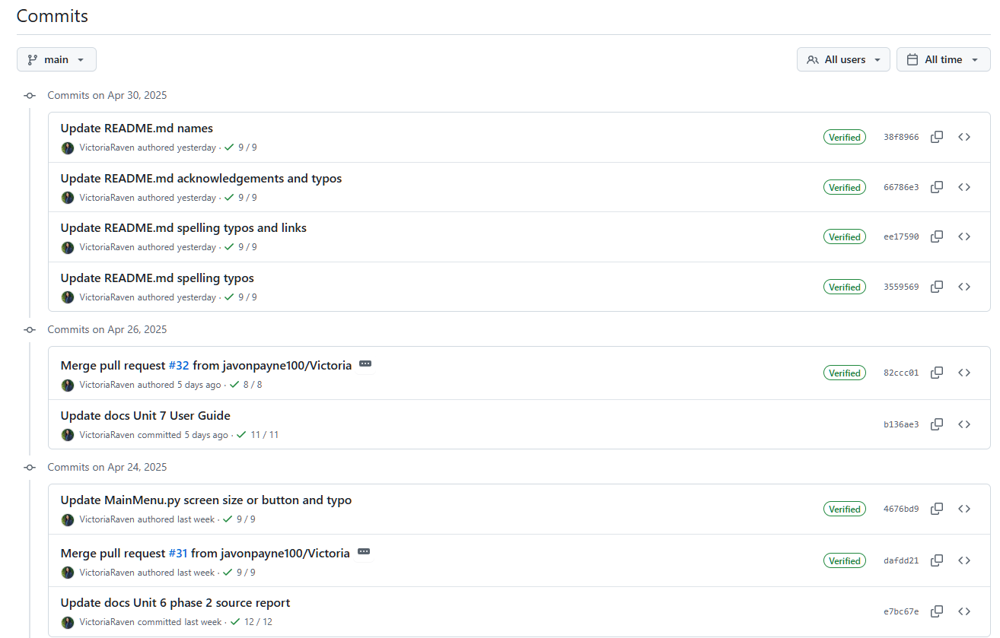 Commits
main
All users
All time
Commits on Apr 30, 2025
Update README.md names
VictoriaRaven authored yesterday · 9 / 9
Verified
38f8966
Update README.md acknowledgements and typos
VictoriaRaven authored yesterday · 9 / 9
Verified
66786e3
Update README.md spelling typos and links
VictoriaRaven authored yesterday · 9 / 9
Verified
ee17590
Update README.md spelling typos
VictoriaRaven authored yesterday · 9 / 9
Verified
3559569
Commits on Apr 26, 2025
Merge pull request #32 from javonpayne100/Victoria
VictoriaRaven authored 5 days ago · 8 / 8
Verified
82ccc01
Update docs Unit 7 User Guide
VictoriaRaven committed 5 days ago · 11 / 11
b136ae3
Commits on Apr 24, 2025
Update MainMenu.py screen size or button and typo
VictoriaRaven authored last week · 9 / 9
Verified
4676bd9
Merge pull request #31 from javonpayne100/Victoria
VictoriaRaven authored last week · 9 / 9
Verified
dafdd21
Update docs Unit 6 phase 2 source report
VictoriaRaven committed last week · 12 / 12
e7bc67e